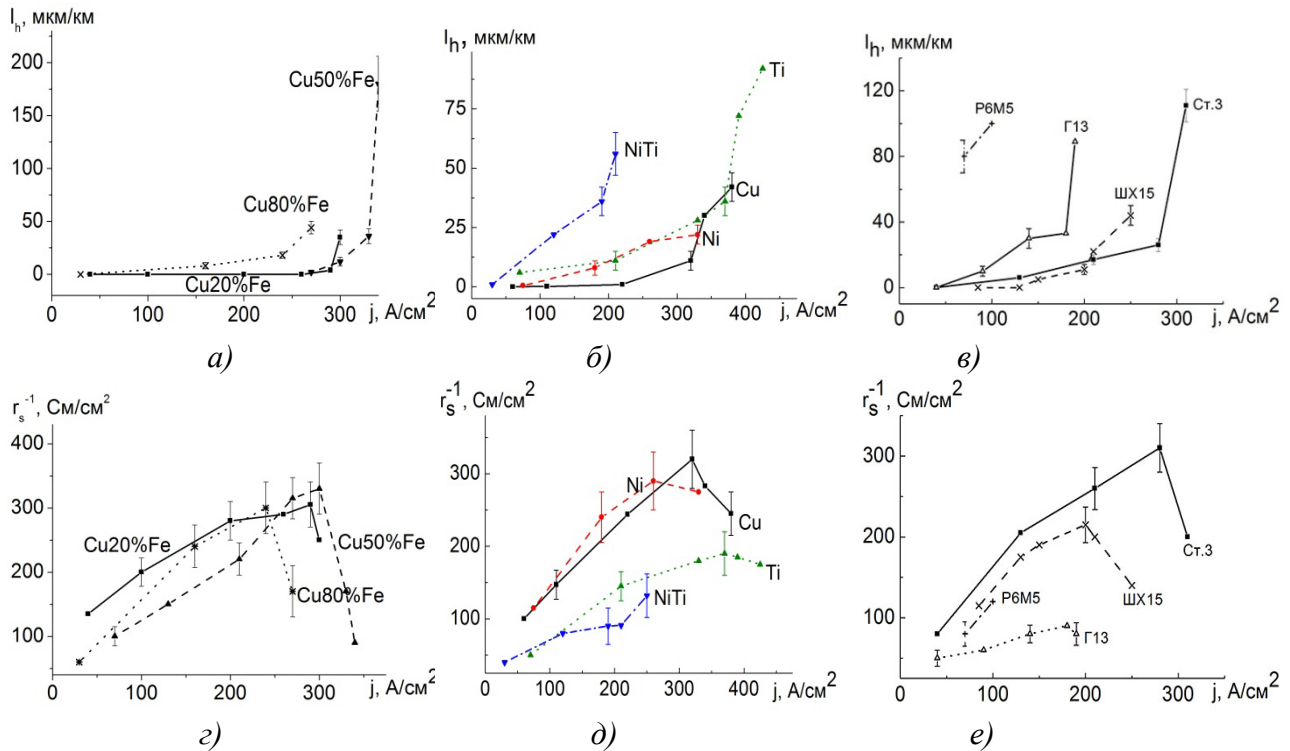 I_h, мкм/км
200
150
100
50
0
Cu50%Fe
Cu80%Fe
Cu20%Fe
0 100 200 300
j, А/см²
а)
I_h, мкм/км
75
50
25
0
Ti
NiTi
Cu
Ni
0 100 200 300 400
j, А/см²
б)
I_h, мкм/км
120
80
40
0
Р6М5
Г13
Ст.3
ШХ15
100 200 300
j, А/см²
в)
r_s⁻¹, См/см²
400
300
200
100
Cu20%Fe
Cu50%Fe
Cu80%Fe
0 100 200 300
j, А/см²
г)
r_s⁻¹, См/см²
300
200
100
0
Ni
Cu
Ti
NiTi
0 100 200 300 400
j, А/см²
д)
r_s⁻¹, См/см²
300
200
100
Ст.3
Р6М5
ШХ15
Г13
0 100 200 300
j, А/см²
е)